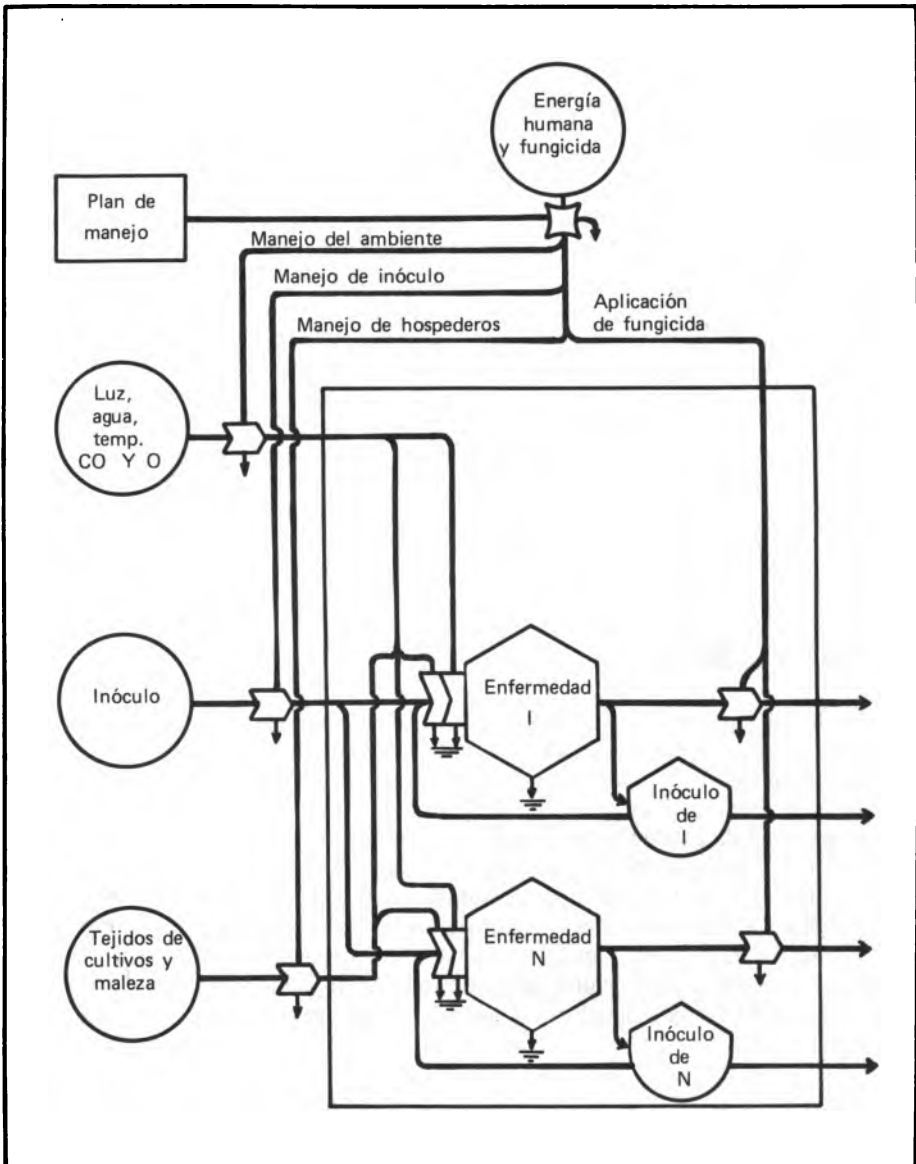 Energía
humana
y fungicida
Plan de
manejo
Manejo del ambiente
Manejo de inóculo
Manejo de hospederos
Aplicación
de fungicida
Luz,
agua,
temp.
CO Y O
Inóculo
Enfermedad
I
Inóculo
de
I
Tejidos de
cultivos y
maleza
Enfermedad
N
Inóculo
de
N